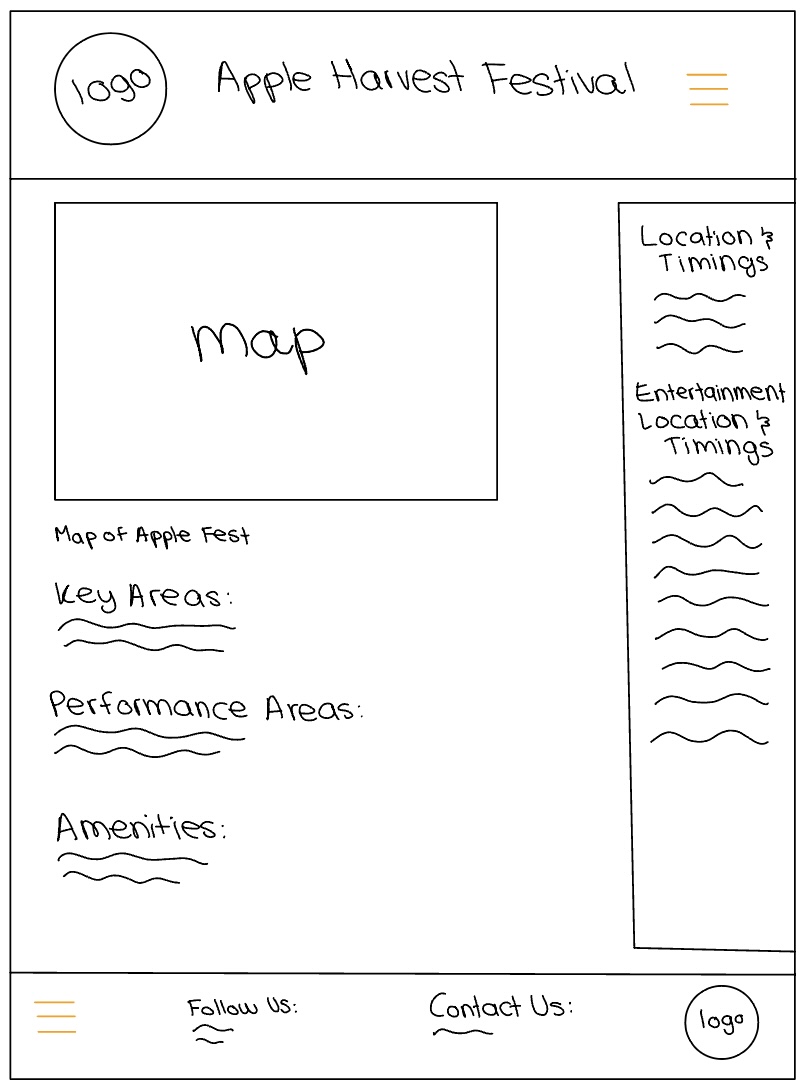 logo
Apple Harvest Festival
Map
Map of Apple Fest
Key Areas:
Performance Areas:
Amenities:
Location &
Timings
Entertainment
Location &
Timings
Follow Us:
Contact Us:
logo